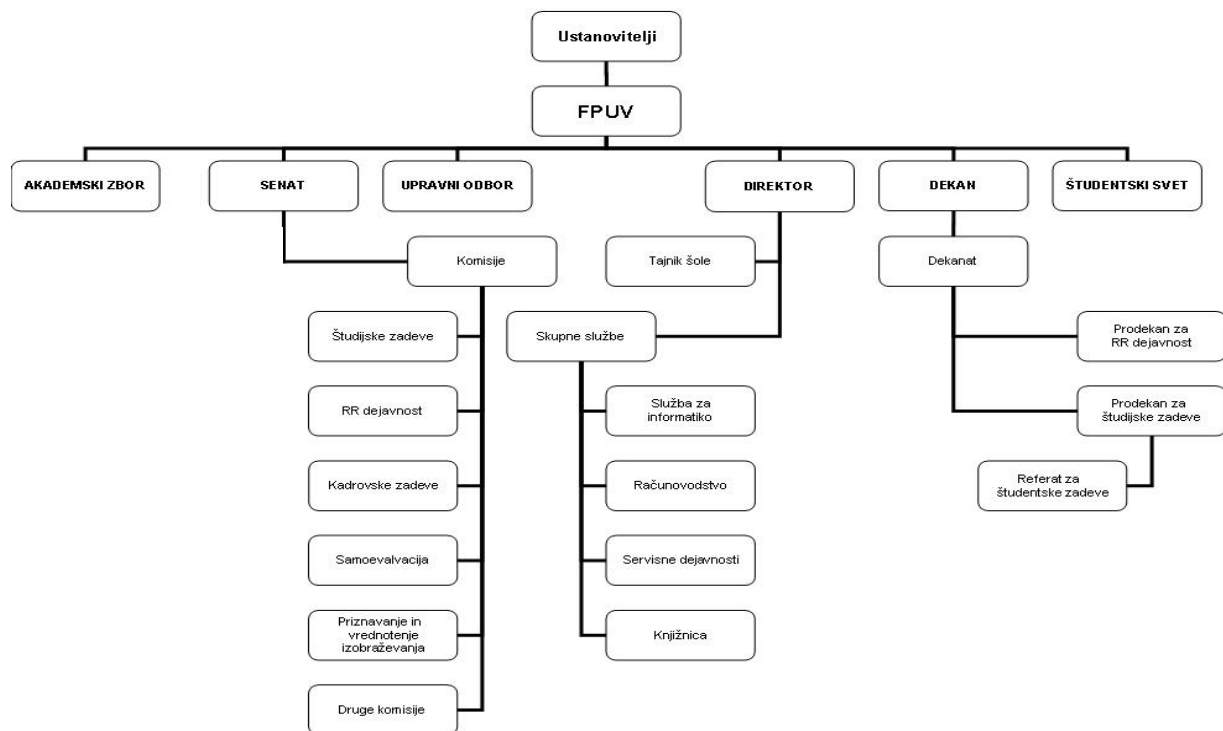 Ustanovitelji
FPUV
AKADEMSKI ZBOR
SENAT
UPRAVNI ODBOR
DIREKTOR
DEKAN
ŠTUDENTSKI SVET
Komisije
Tajnik šole
Dekanat
Študijske zadeve
Skupne službe
Prodekan za
RR dejavnost
RR dejavnost
Služba za
informatiko
Prodekan za
študijske zadeve
Kadrovske zadeve
Računovodstvo
Referat za
študentske zadeve
Samoevalvacija
Servisne dejavnosti
Priznavanje in
vrednotenje
izobraževanja
Knjižnica
Druge komisije